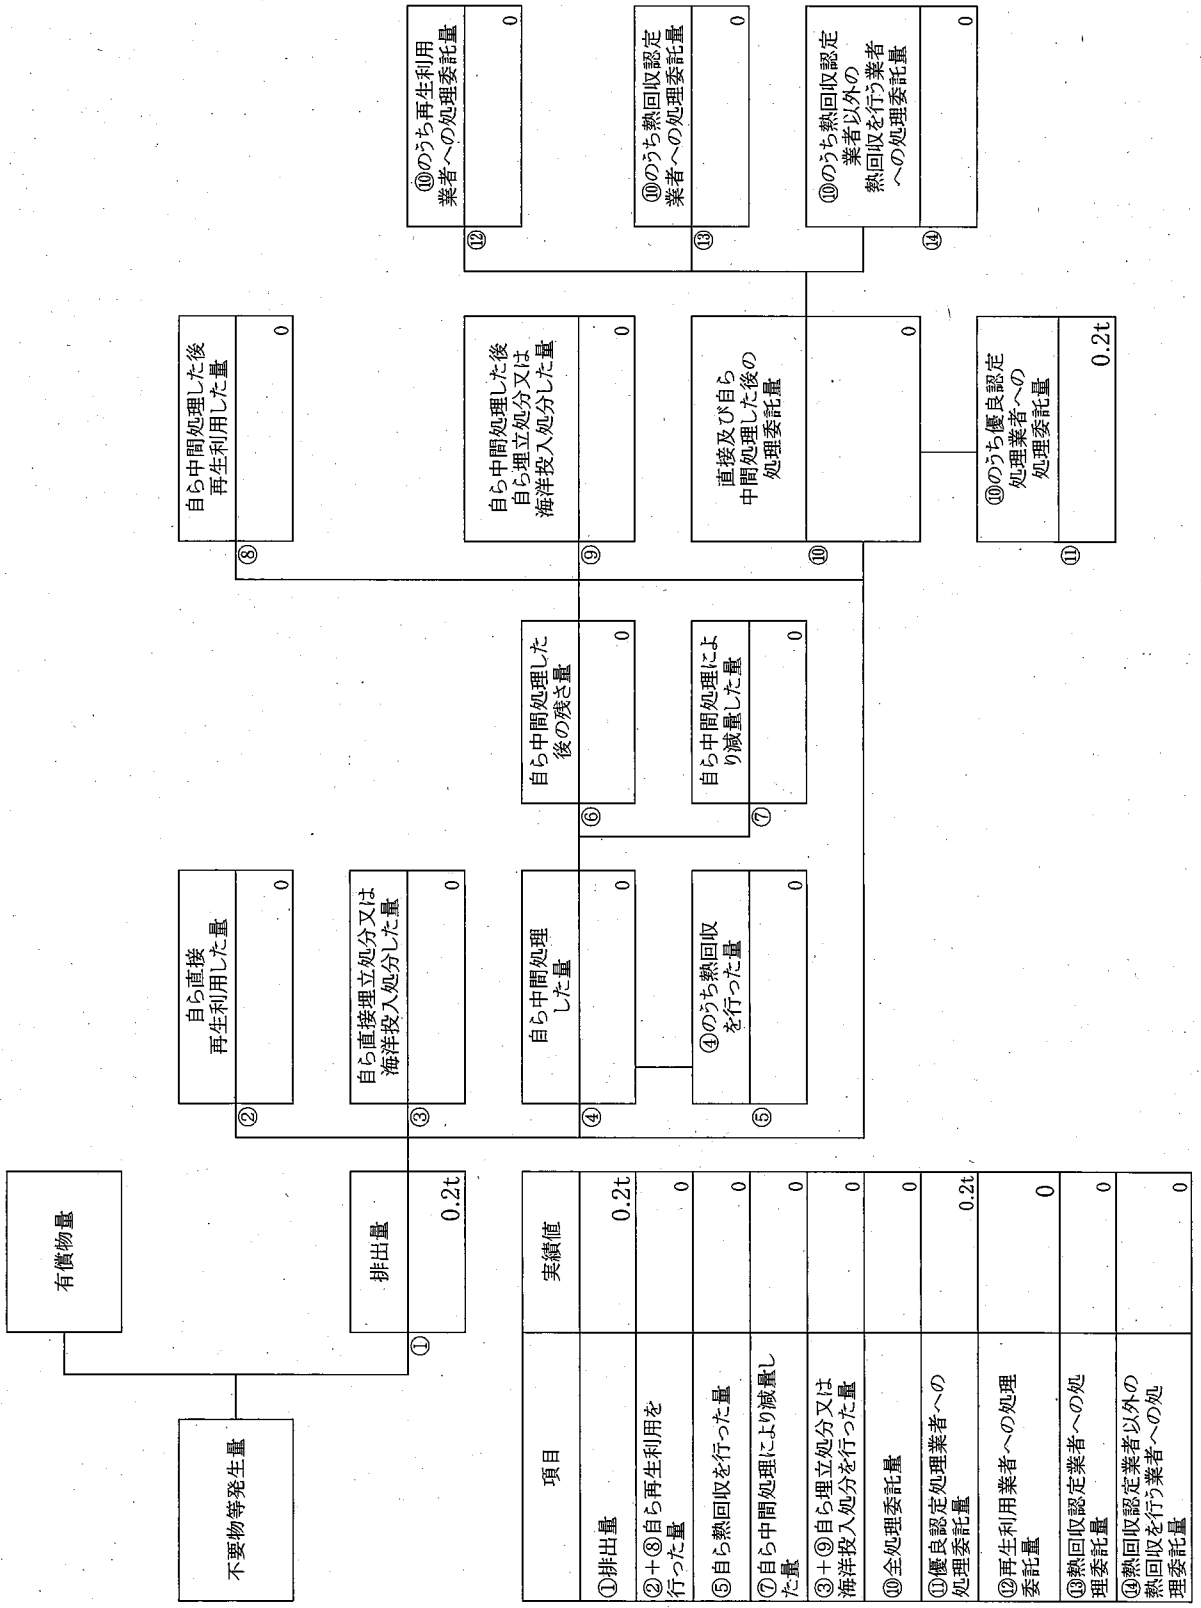 有償物量
不要物等発生量
①
排出量
0.2t
②
自ら直接
再生利用した量
0
③
自ら直接埋立処分又は
海洋投入処分した量
0
④
自ら中間処理
した量
0
⑤
④のうち熱回収
を行った量
0
⑥
自ら中間処理した
後の残さ量
0
⑦
自ら中間処理によ
り減量した量
0
⑧
自ら中間処理した後
再生利用した量
0
⑨
自ら中間処理した後
自ら埋立処分又は
海洋投入処分した量
0
⑩
直接及び自ら
中間処理した後の
処理委託量
0
⑪
⑩のうち優良認定
処理業者への
処理委託量
0.2t
⑫
⑩のうち再生利用
業者への処理委託量
0
⑬
⑩のうち熱回収認定
業者への処理委託量
0
⑭
⑩のうち熱回収認定
業者以外の
熱回収を行う業者
への処理委託量
0
項目 実績値
①排出量 0.2t
②+⑧自ら再生利用を
行った量 0
⑤自ら熱回収を行った量 0
⑦自ら中間処理により減量し
た量 0
③+⑨自ら埋立処分又は
海洋投入処分を行った量 0
⑩全処理委託量 0
⑪優良認定処理業者への
処理委託量 0.2t
⑫再生利用業者への処理
委託量 0
⑬熱回収認定業者への処
理委託量 0
⑭熱回収認定業者以外の
熱回収を行う業者への処
理委託量 0